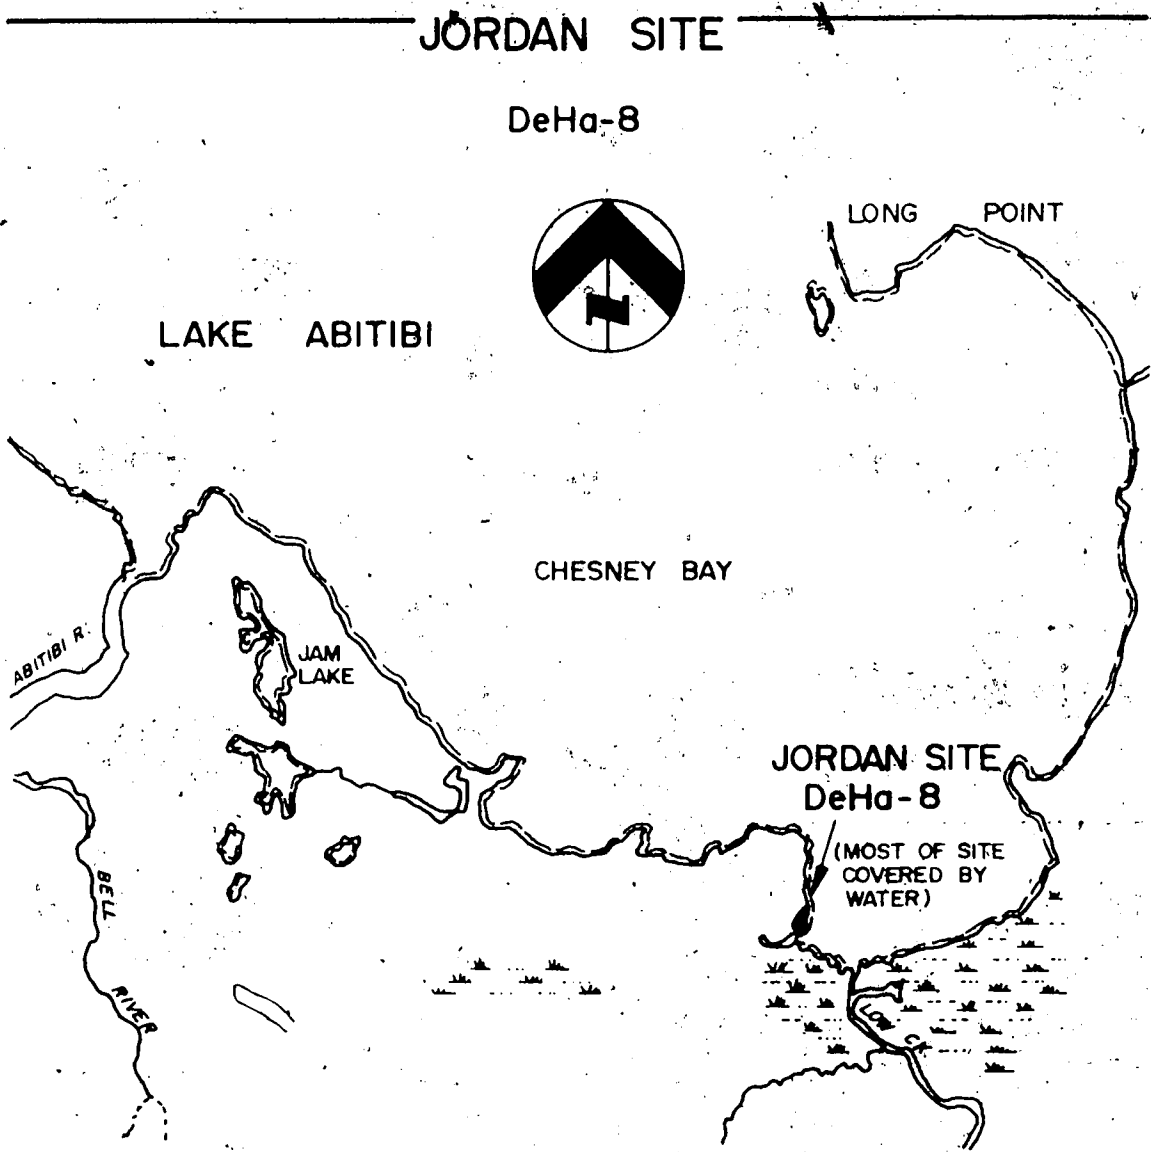 JORDAN SITE
DeHa-8
LONG POINT
LAKE ABITIBI
CHESNEY BAY
ABITIBI R.
JAM
LAKE
JORDAN SITE
DeHa-8
(MOST OF SITE
COVERED BY
WATER)
BELL
RIVER
LOW CK